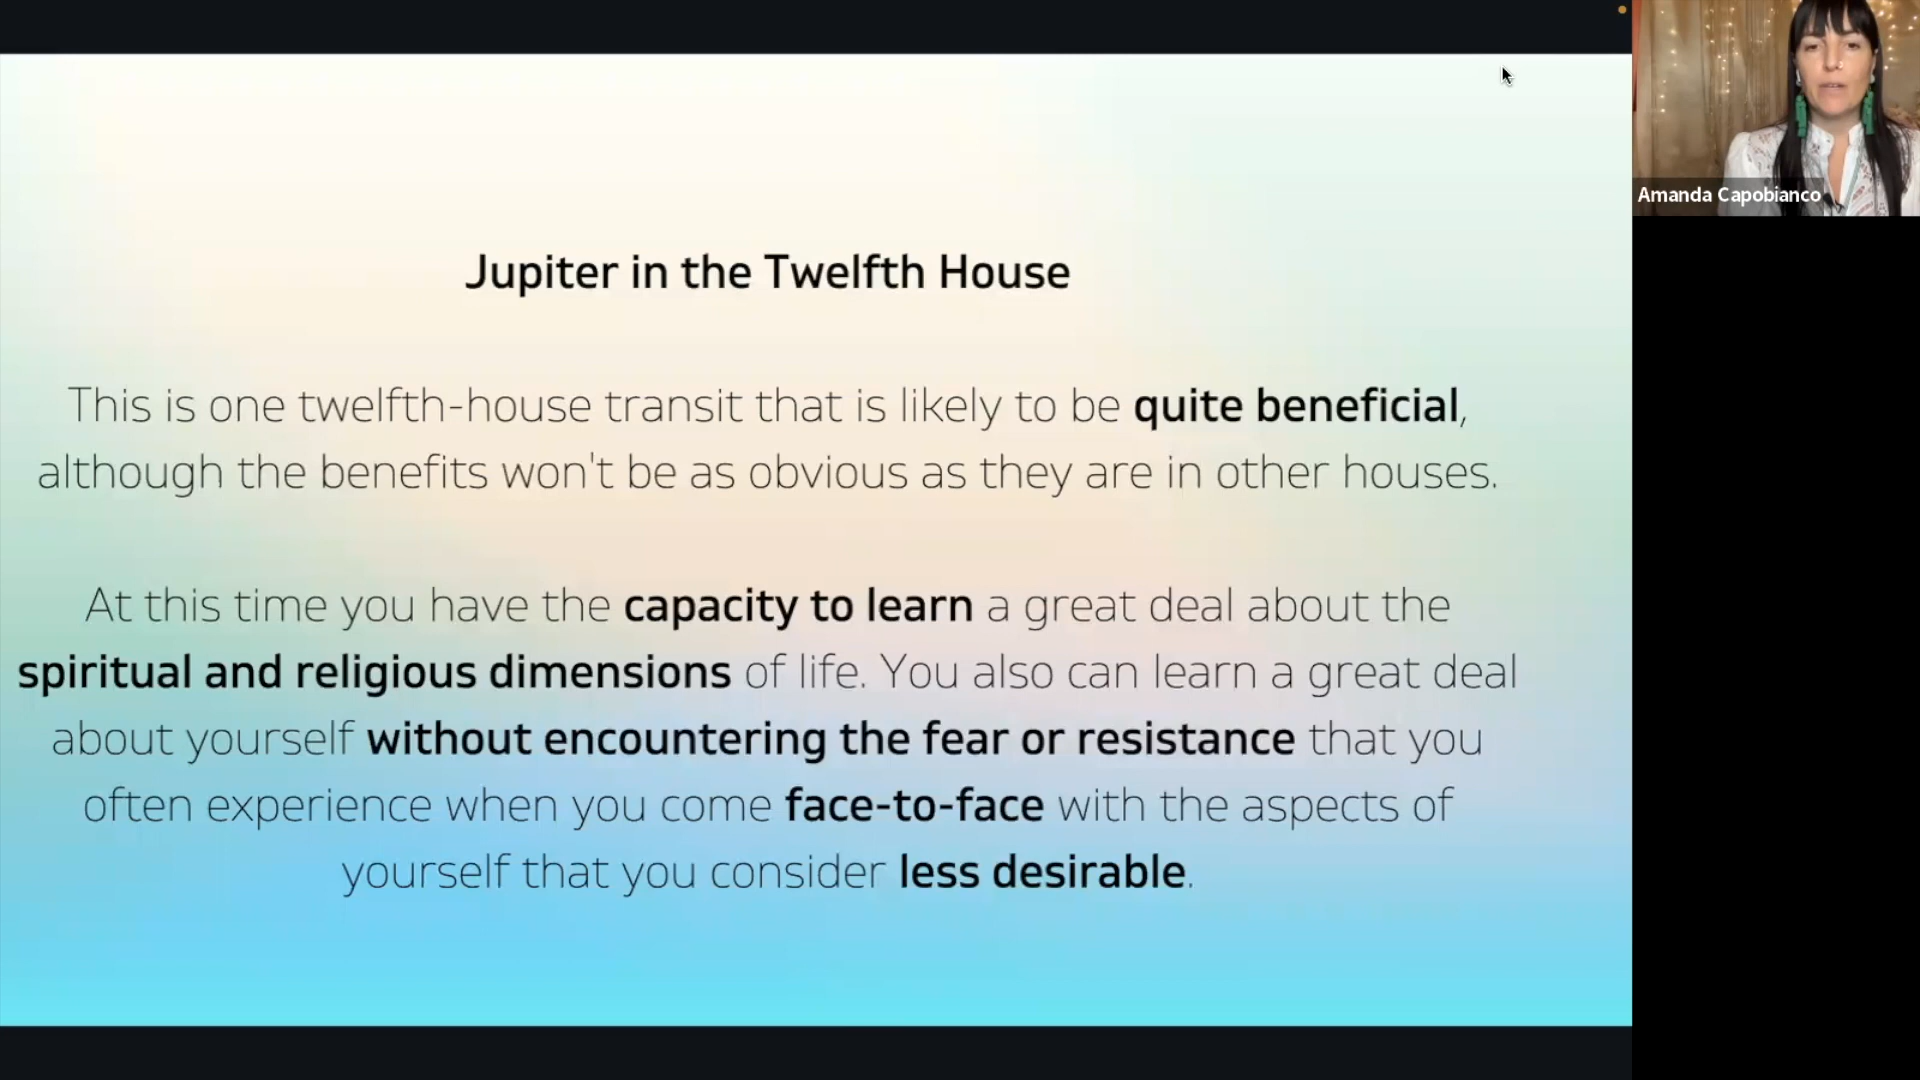 Jupiter in the Twelfth House
This is one twelfth-house transit that is likely to be quite beneficial,
although the benefits won't be as obvious as they are in other houses.
At this time you have the capacity to learn a great deal about the
spiritual and religious dimensions of life. You also can learn a great deal
about yourself without encountering the fear or resistance that you
often experience when you come face-to-face with the aspects of
yourself that you consider less desirable.
Amanda Capobianco